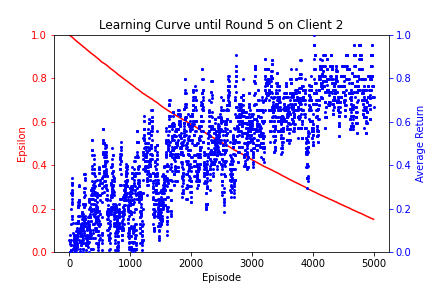 Learning Curve until Round 5 on Client 2
1.0 1.0
0.8 0.8
0.6 0.6
0.4 0.4
0.2 0.2
0.0 0.0
Epsilon
Average Return
0 1000 2000 3000 4000 5000
Episode